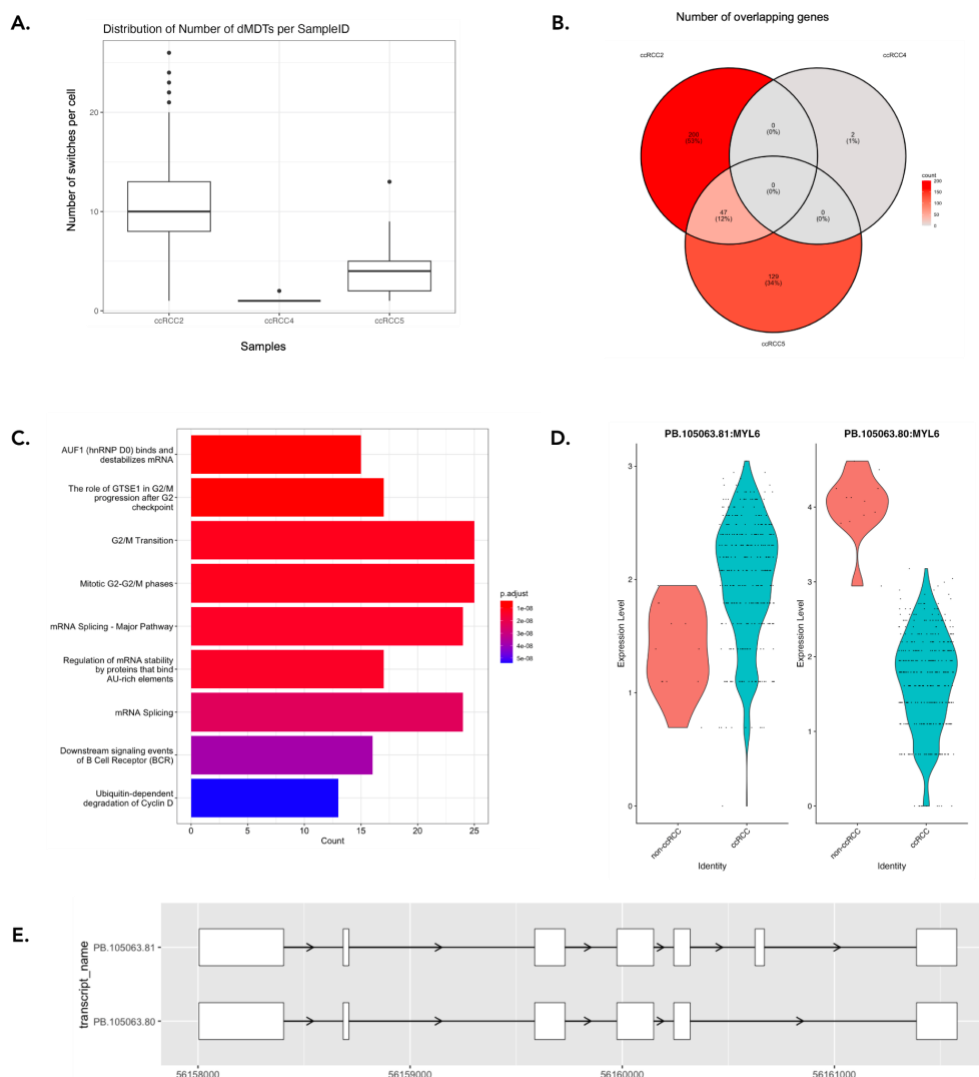 A.
Distribution of Number of dMDTs per SampleID
Number of switches per cell
20
10
0
ccRCC2
ccRCC4
ccRCC5
Samples
B.
Number of overlapping genes
ccRCC2
ccRCC4
200
(53%)
0
(0%)
2
(1%)
0
(0%)
47
(12%)
0
(0%)
129
(34%)
ccRCC5
count
200
150
100
50
0
C.
AUF1 (hnRNP D0) binds and
destabilizes mRNA
The role of GTSE1 in G2/M
progression after G2
checkpoint
G2/M Transition
Mitotic G2-G2/M phases
mRNA Splicing - Major Pathway
Regulation of mRNA stability
by proteins that bind
AU-rich elements
mRNA Splicing
Downstream signaling events
of B Cell Receptor (BCR)
Ubiquitin-dependent
degradation of Cyclin D
0
5
10
15
20
25
Count
p.adjust
1e-08
2e-08
3e-08
4e-08
5e-08
D.
PB.105063.81:MYL6
Expression Level
3
2
1
0
non-ccRCC
ccRCC
Identity
PB.105063.80:MYL6
Expression Level
4
3
2
1
0
non-ccRCC
ccRCC
Identity
E.
transcript_name
PB.105063.81
PB.105063.80
56158000
56159000
56160000
56161000